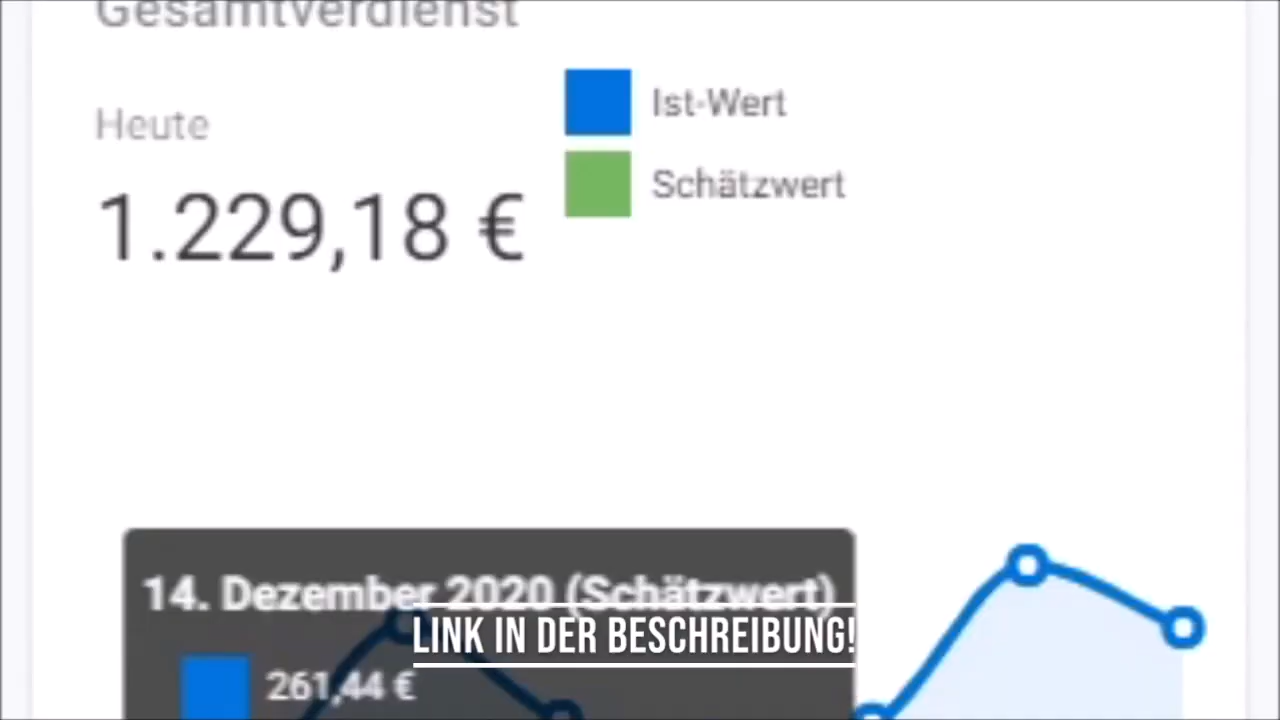 Gesamtverdienst
Heute
1.229,18 €
Ist-Wert
Schätzwert
14. Dezember 2020 (Schätzwert)
LINK IN DER BESCHREIBUNG!
261,44 €